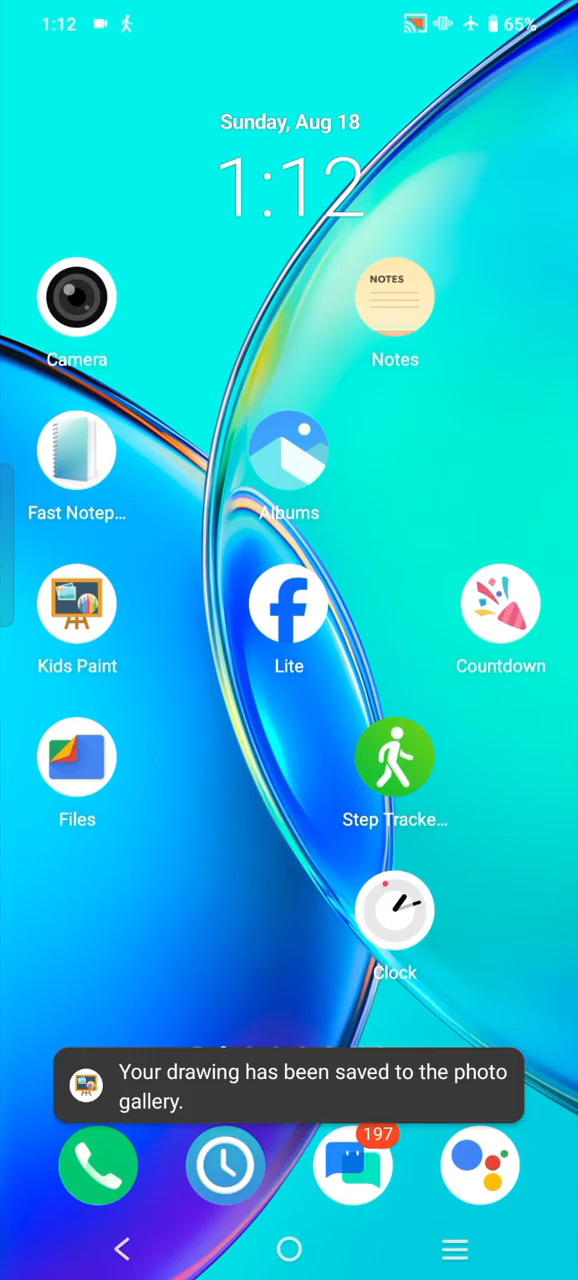 1:12
65%
Sunday, Aug 18
1:12
NOTES
Camera
Notes
Fast Notep...
Albums
Kids Paint
Lite
Countdown
Files
Step Tracke...
Clock
Your drawing has been saved to the photo
gallery.
197